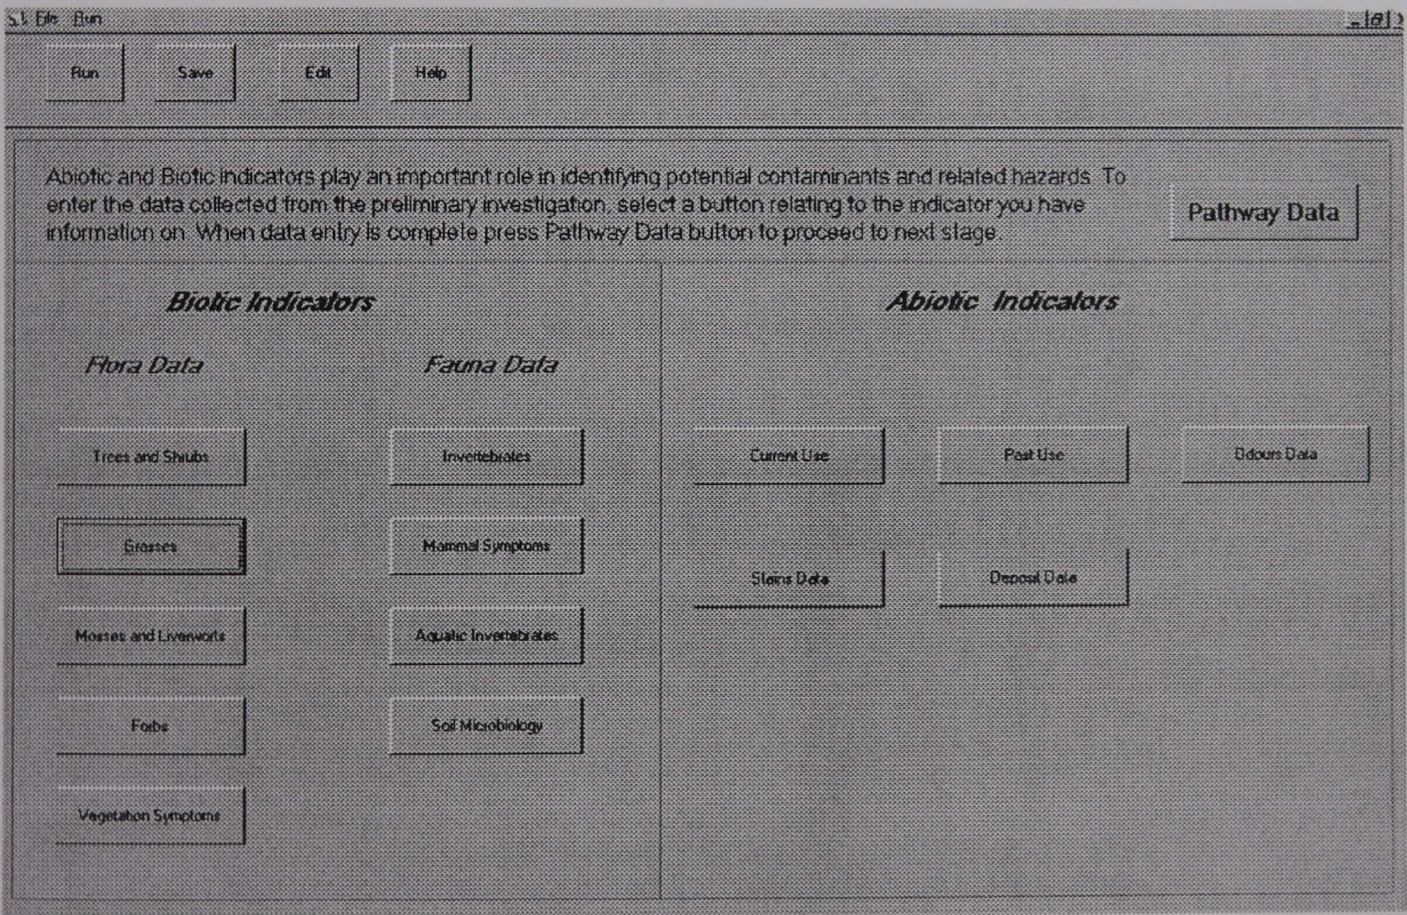 File Run
Run Save Edit Help
Abiotic and Biotic indicators play an important role in identifying potential contaminants and related hazards. To
enter the data collected from the preliminary investigation, select a button relating to the indicator you have
information on. When data entry is complete press Pathway Data button to proceed to next stage.
Pathway Data
Biotic Indicators
Flora Data
Trees and Shrubs
Grasses
Mosses and Liverworts
Forbs
Vegetation Symptoms
Fauna Data
Invertebrates
Mammal Symptoms
Aquatic Invertebrates
Soil Microbiology
Abiotic Indicators
Current Use
Past Use
Odours Data
Stains Data
Deposit Data